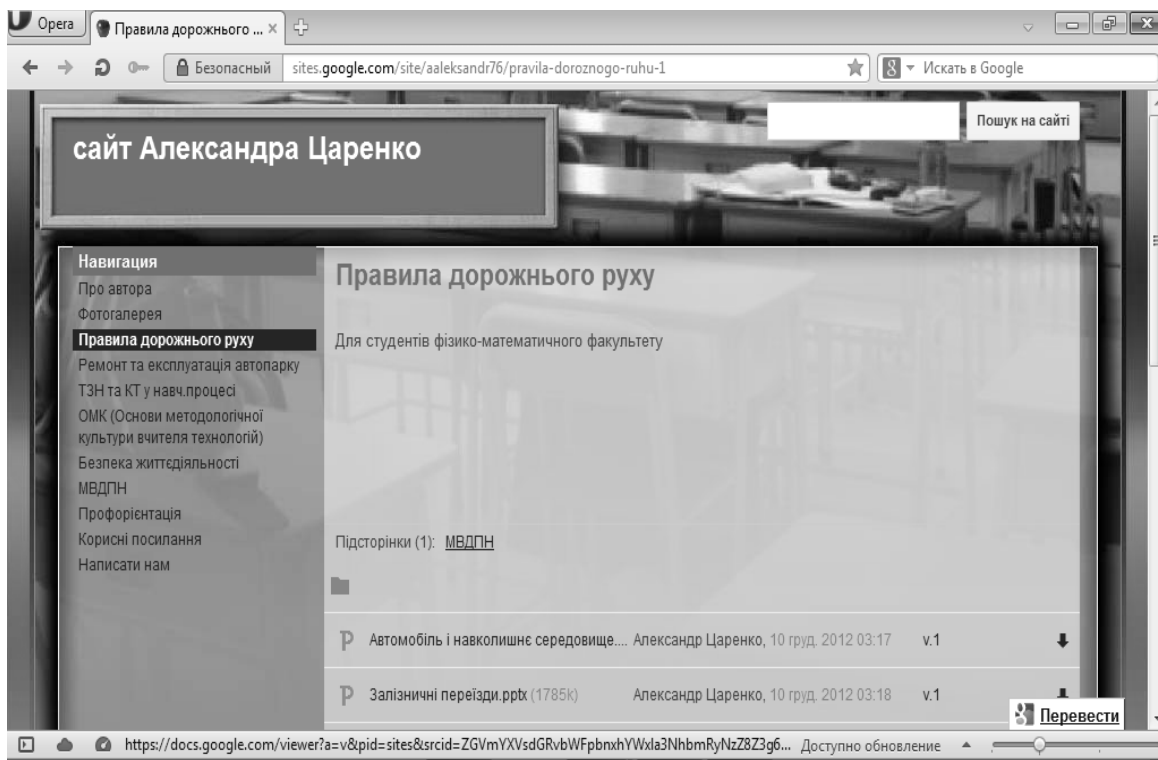 Opera
Правила дорожнього ...
Безопасный
sites.google.com/site/aaleksandr76/pravila-doroznogo-ruhu-1
Искать в Google
Пошук на сайті
сайт Александра Царенко
Навигация
Про автора
Фотогалерея
Правила дорожнього руху
Ремонт та експлуатація автопарку
ТЗН та КТ у навч.процесі
ОМК (Основи методологічної
культури вчителя технологій)
Безпека життєдіяльності
МВДПН
Профорієнтація
Корисні посилання
Написати нам
Правила дорожнього руху
Для студентів фізико-математичного факультету
Підсторінки (1): МВДПН
Автомобіль і навколишнє середовище.... Александр Царенко, 10 груд. 2012 03:17 v.1
Залізничні переїзди.pptx (1785k) Александр Царенко, 10 груд. 2012 03:18 v.1
Перевести
https://docs.google.com/viewer?a=v&pid=sites&srcid=ZGVmYXVsdGRvbWFpbnxhYWxla3NhbmRyNzZ8Z3g6... Доступно обновление